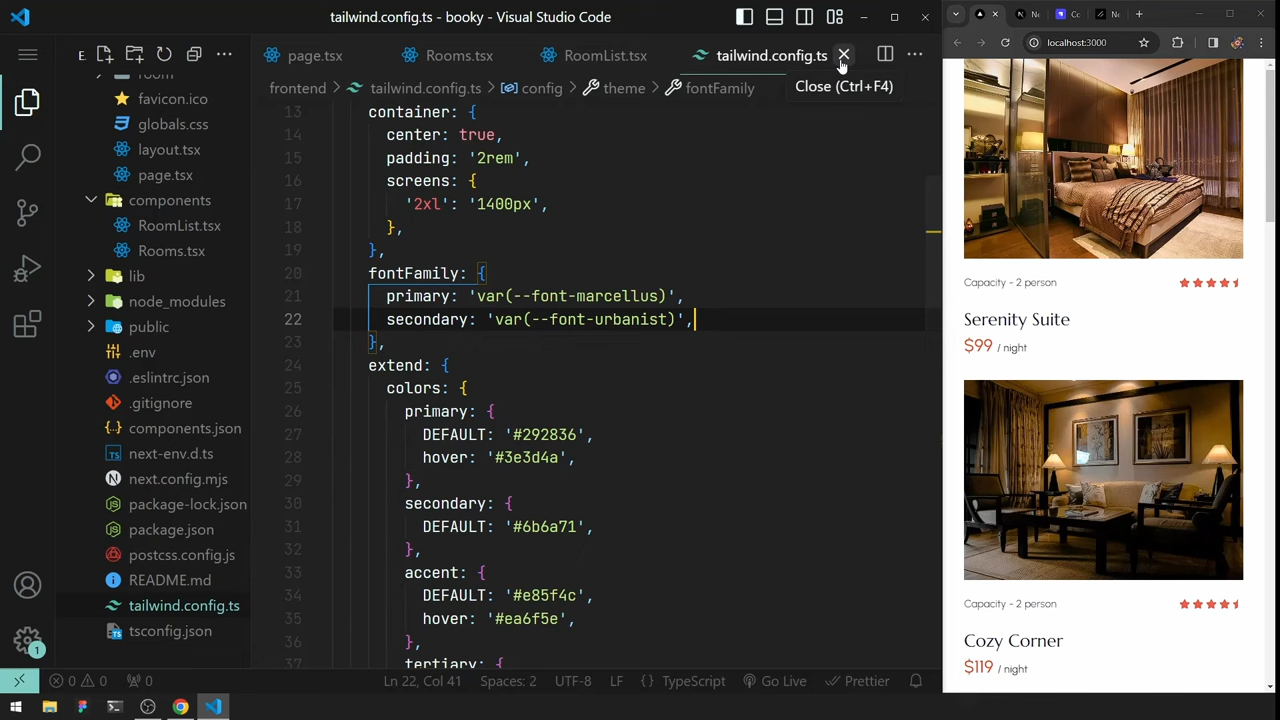 tailwind.config.ts - booky - Visual Studio Code
E
page.tsx
Rooms.tsx
RoomList.tsx
tailwind.config.ts
Close (Ctrl+F4)
frontend > tailwind.config.ts > config > theme > fontFamily
room
favicon.ico
globals.css
layout.tsx
page.tsx
components
RoomList.tsx
Rooms.tsx
lib
node_modules
public
.env
.eslintrc.json
.gitignore
components.json
next-env.d.ts
next.config.mjs
package-lock.json
package.json
postcss.config.js
README.md
tailwind.config.ts
tsconfig.json
1
13 container: {
14 center: true,
15 padding: '2rem',
16 screens: {
17 '2xl': '1400px',
18 },
19 },
20 fontFamily: {
21 primary: 'var(--font-marcellus)',
22 secondary: 'var(--font-urbanist)',
23 },
24 extend: {
25 colors: {
26 primary: {
27 DEFAULT: '#292836',
28 hover: '#3e3d4a',
29 },
30 secondary: {
31 DEFAULT: '#6b6a71',
32 },
33 accent: {
34 DEFAULT: '#e85f4c',
35 hover: '#ea6f5e',
36 },
37 tertiary: {
0 0 0
Ln 22, Col 41
Spaces: 2
UTF-8
LF
{} TypeScript
Go Live
Prettier
localhost:3000
Capacity - 2 person
Serenity Suite
$99 / night
Capacity - 2 person
Cozy Corner
$119 / night